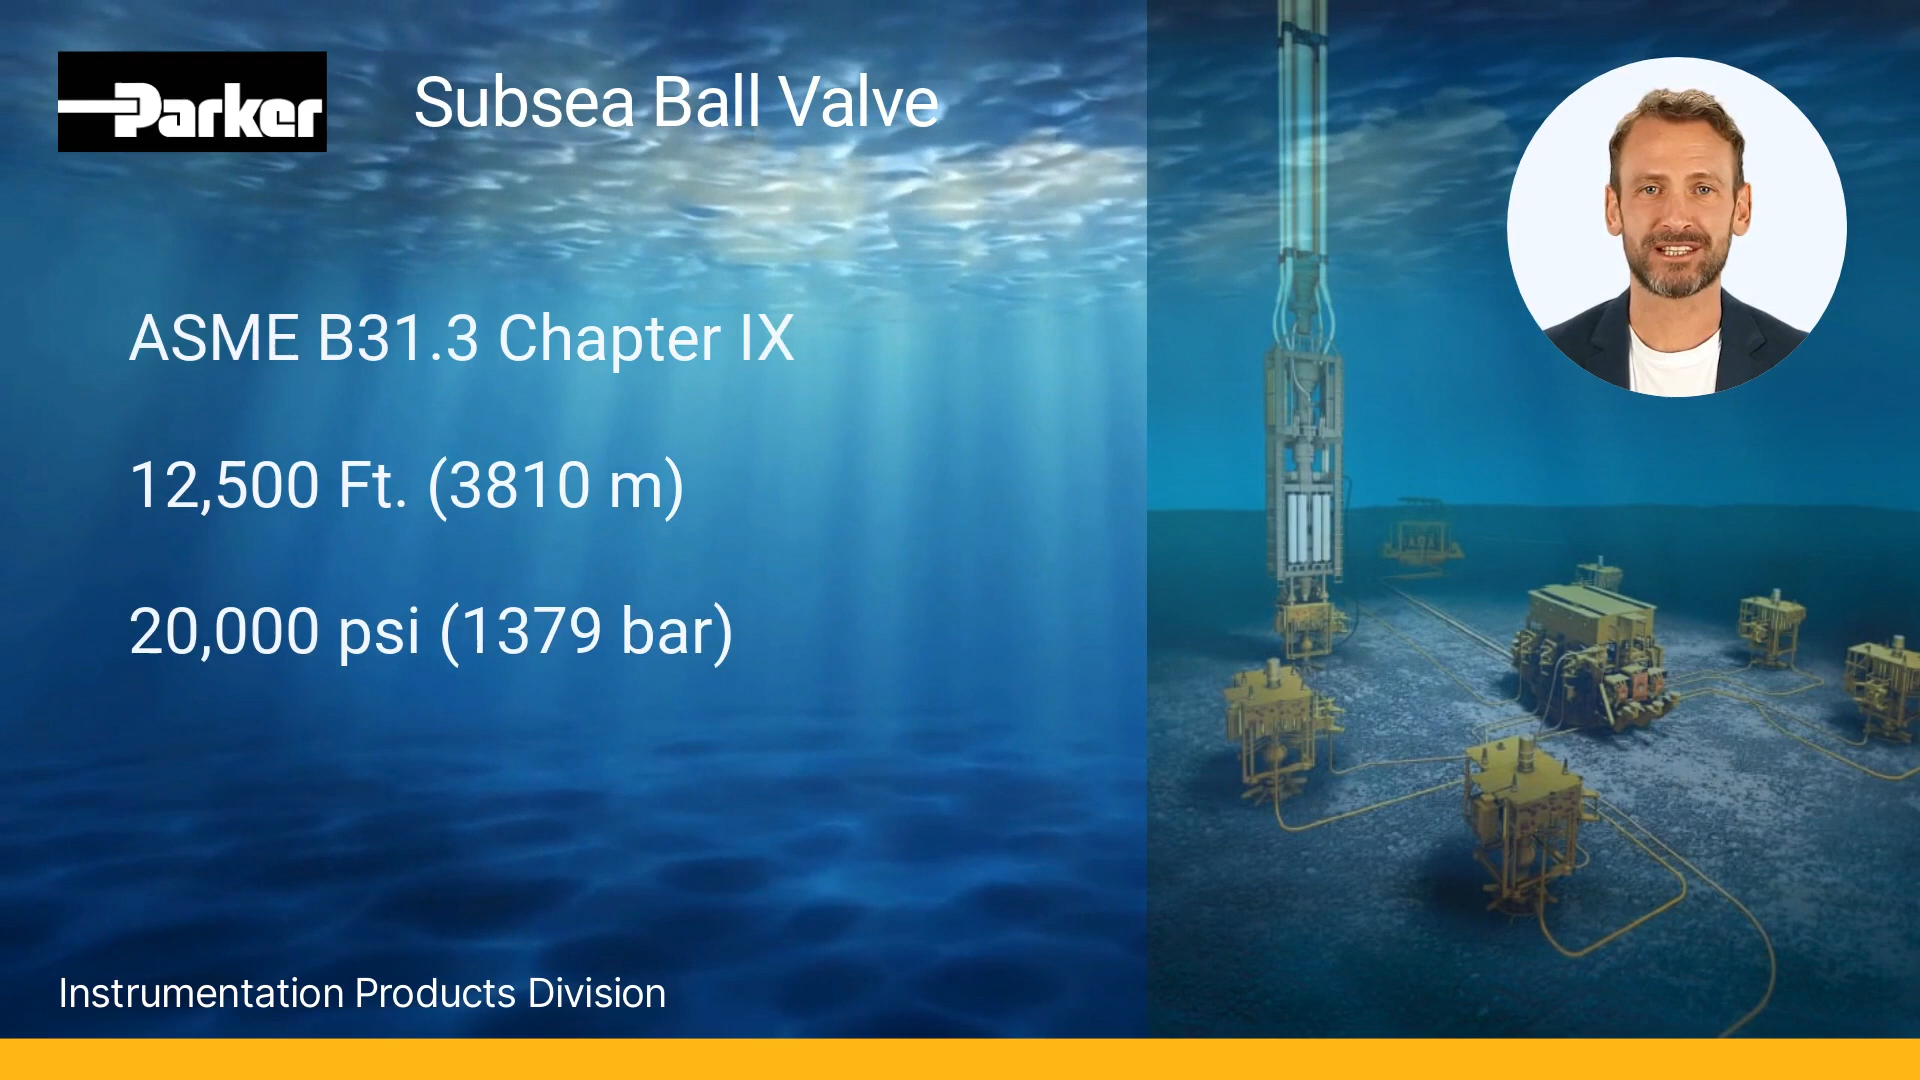 Parker
Subsea Ball Valve
ASME B31.3 Chapter IX
12,500 Ft. (3810 m)
20,000 psi (1379 bar)
Instrumentation Products Division